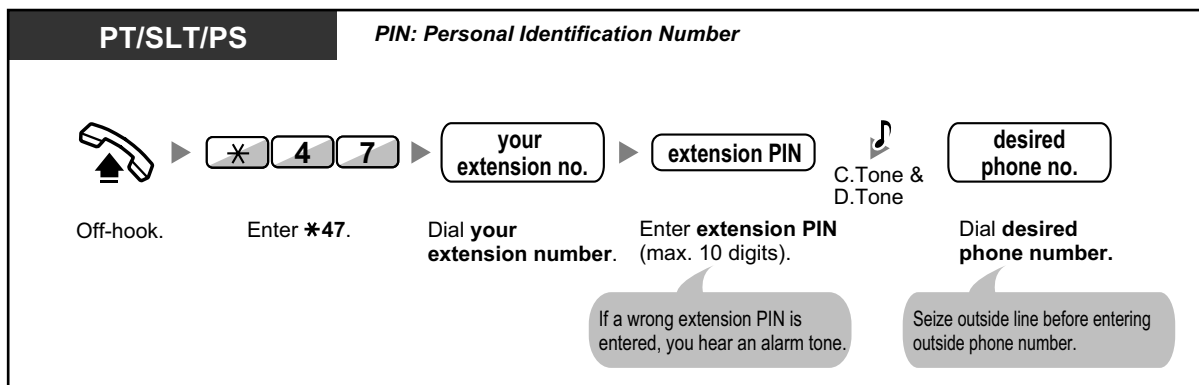 PT/SLT/PS
PIN: Personal Identification Number
✳ 4 7
your
extension no.
extension PIN
C.Tone &
D.Tone
desired
phone no.
Off-hook.
Enter ✳47.
Dial your
extension number.
Enter extension PIN
(max. 10 digits).
Dial desired
phone number.
If a wrong extension PIN is
entered, you hear an alarm tone.
Seize outside line before entering
outside phone number.